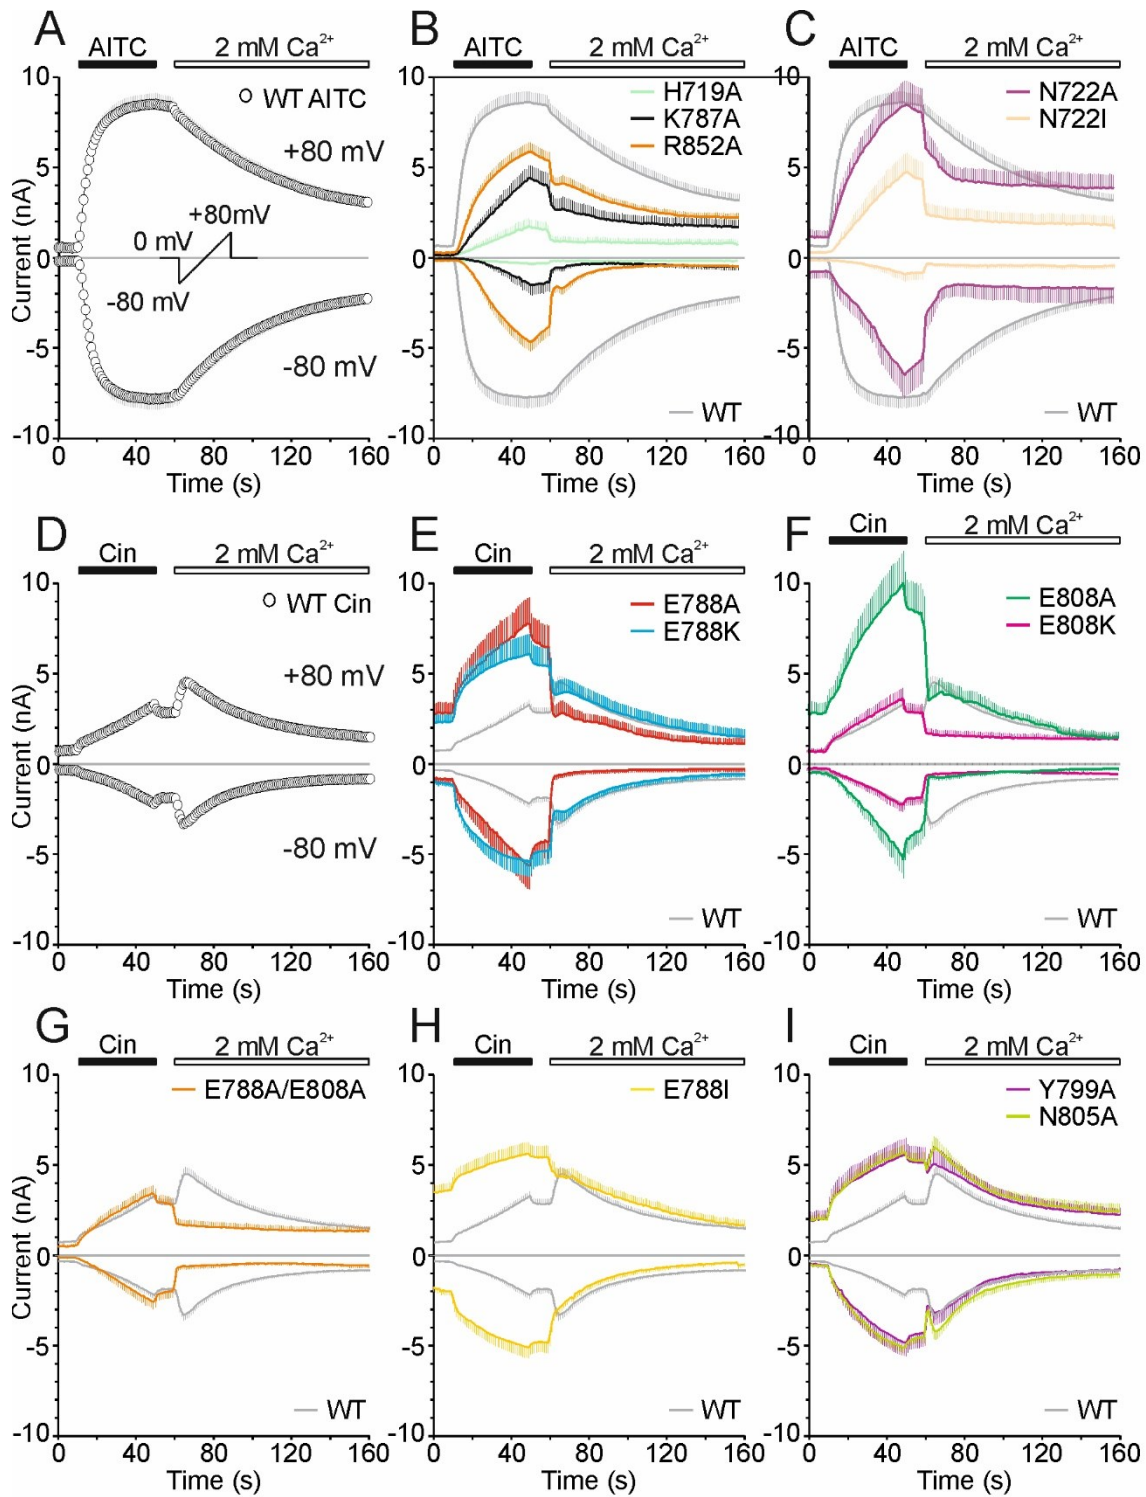 A
AITC
2 mM Ca²⁺
WT AITC
+80 mV
+80mV
0 mV
-80 mV
-80 mV
Current (nA)
10
5
0
-5
-10
0 40 80 120 160
Time (s)
B
AITC
2 mM Ca²⁺
H719A
K787A
R852A
WT
10
5
0
-5
-10
0 40 80 120 160
Time (s)
C
AITC
2 mM Ca²⁺
N722A
N722I
WT
10
5
0
-5
-10
0 40 80 120 160
Time (s)
D
Cin
2 mM Ca²⁺
WT Cin
+80 mV
-80 mV
Current (nA)
10
5
0
-5
-10
0 40 80 120 160
Time (s)
E
Cin
2 mM Ca²⁺
E788A
E788K
WT
10
5
0
-5
-10
0 40 80 120 160
Time (s)
F
Cin
2 mM Ca²⁺
E808A
E808K
WT
10
5
0
-5
-10
0 40 80 120 160
Time (s)
G
Cin
2 mM Ca²⁺
E788A/E808A
WT
Current (nA)
10
5
0
-5
-10
0 40 80 120 160
Time (s)
H
Cin
2 mM Ca²⁺
E788I
WT
10
5
0
-5
-10
0 40 80 120 160
Time (s)
I
Cin
2 mM Ca²⁺
Y799A
N805A
WT
10
5
0
-5
-10
0 40 80 120 160
Time (s)